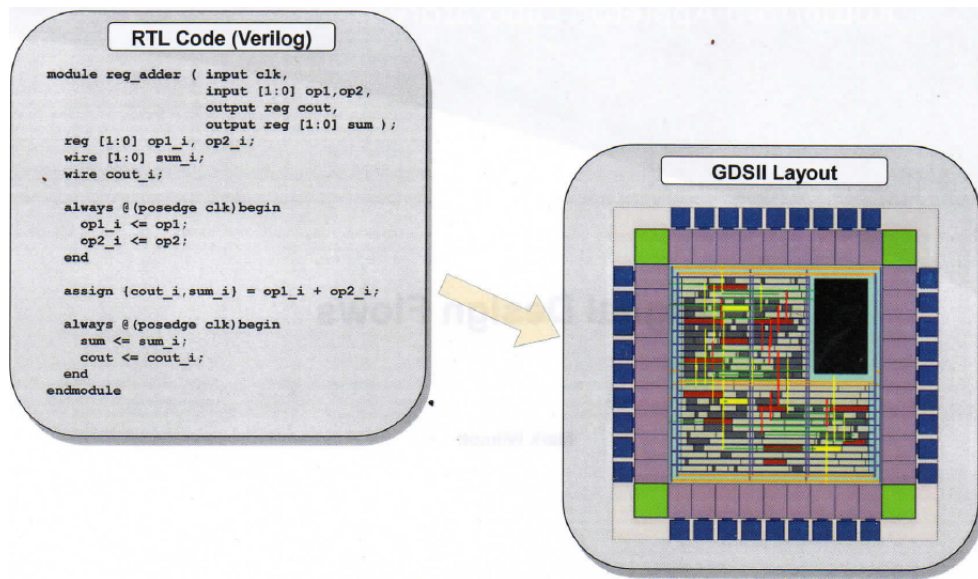 RTL Code (Verilog)
module reg_adder ( input clk,
input [1:0] op1,op2,
output reg cout,
output reg [1:0] sum );
reg [1:0] op1_i, op2_i;
wire [1:0] sum_i;
wire cout_i;
always @(posedge clk)begin
op1_i <= op1;
op2_i <= op2;
end
assign {cout_i,sum_i} = op1_i + op2_i;
always @(posedge clk)begin
sum <= sum_i;
cout <= cout_i;
end
endmodule
GDSII Layout
Design Flows